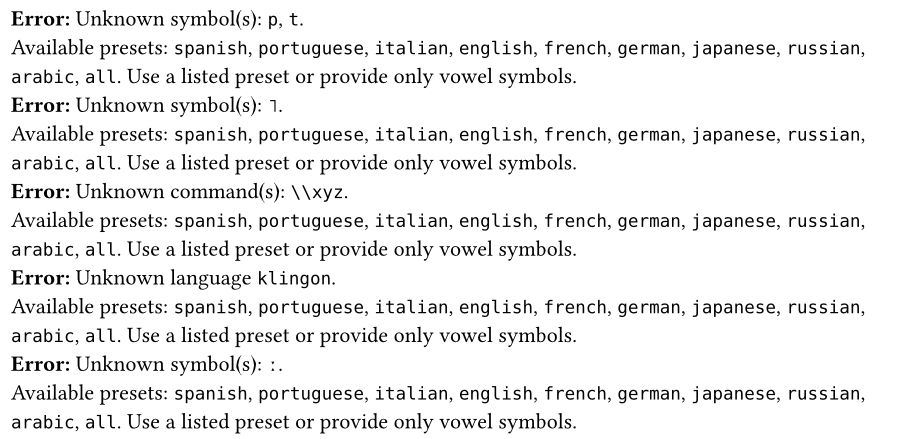 Error: Unknown symbol(s): p, t.
Available presets: spanish, portuguese, italian, english, french, german, japanese, russian,
arabic, all. Use a listed preset or provide only vowel symbols.
Error: Unknown symbol(s): ˥.
Available presets: spanish, portuguese, italian, english, french, german, japanese, russian,
arabic, all. Use a listed preset or provide only vowel symbols.
Error: Unknown command(s): \\xyz.
Available presets: spanish, portuguese, italian, english, french, german, japanese, russian,
arabic, all. Use a listed preset or provide only vowel symbols.
Error: Unknown language klingon.
Available presets: spanish, portuguese, italian, english, french, german, japanese, russian,
arabic, all. Use a listed preset or provide only vowel symbols.
Error: Unknown symbol(s): :.
Available presets: spanish, portuguese, italian, english, french, german, japanese, russian,
arabic, all. Use a listed preset or provide only vowel symbols.